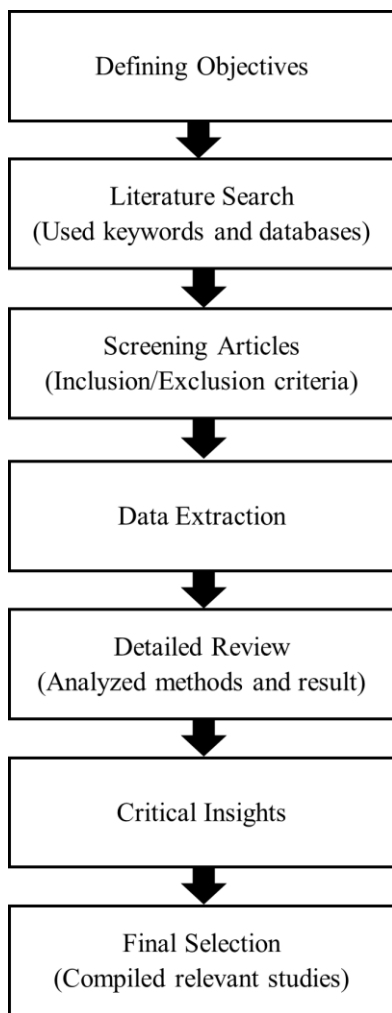 Defining Objectives
Literature Search
(Used keywords and databases)
Screening Articles
(Inclusion/Exclusion criteria)
Data Extraction
Detailed Review
(Analyzed methods and result)
Critical Insights
Final Selection
(Compiled relevant studies)